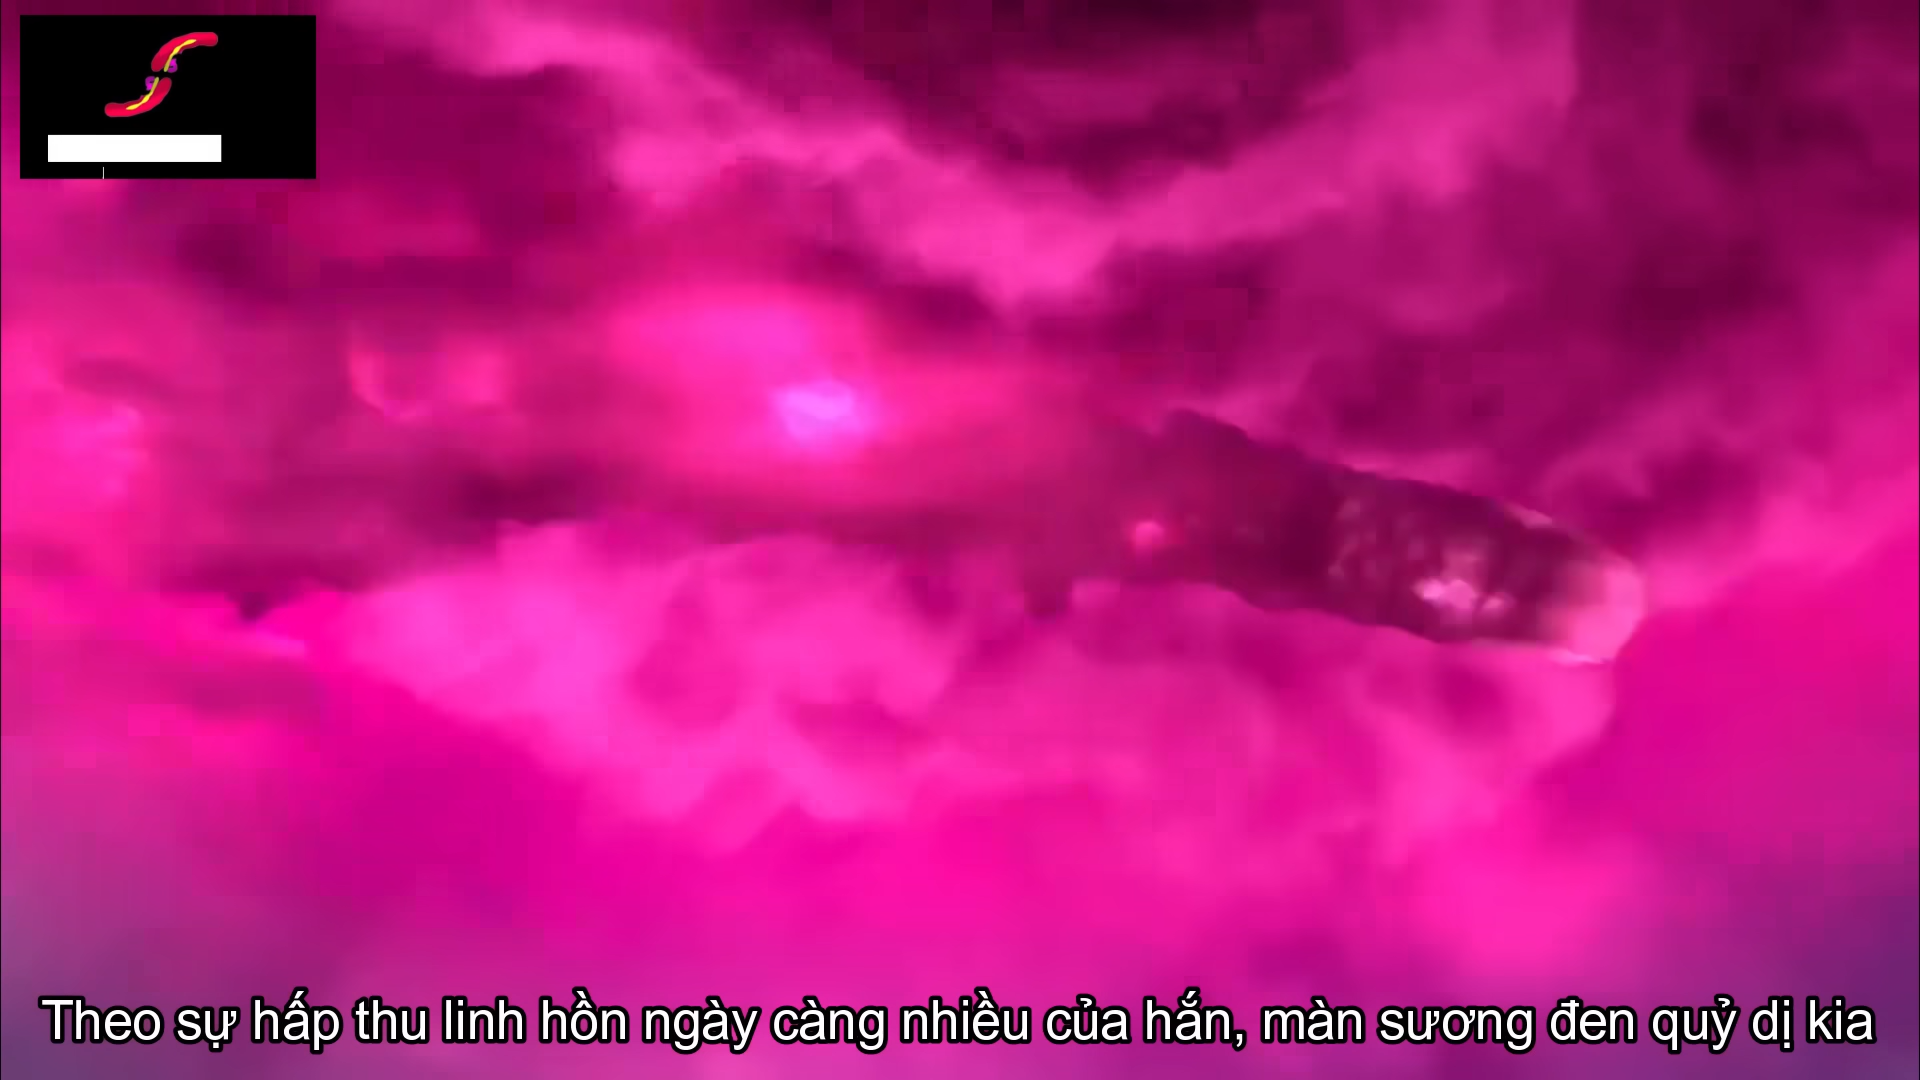 Theo sự hấp thu linh hồn ngày càng nhiều của hắn, màn sương đen quỷ dị kia